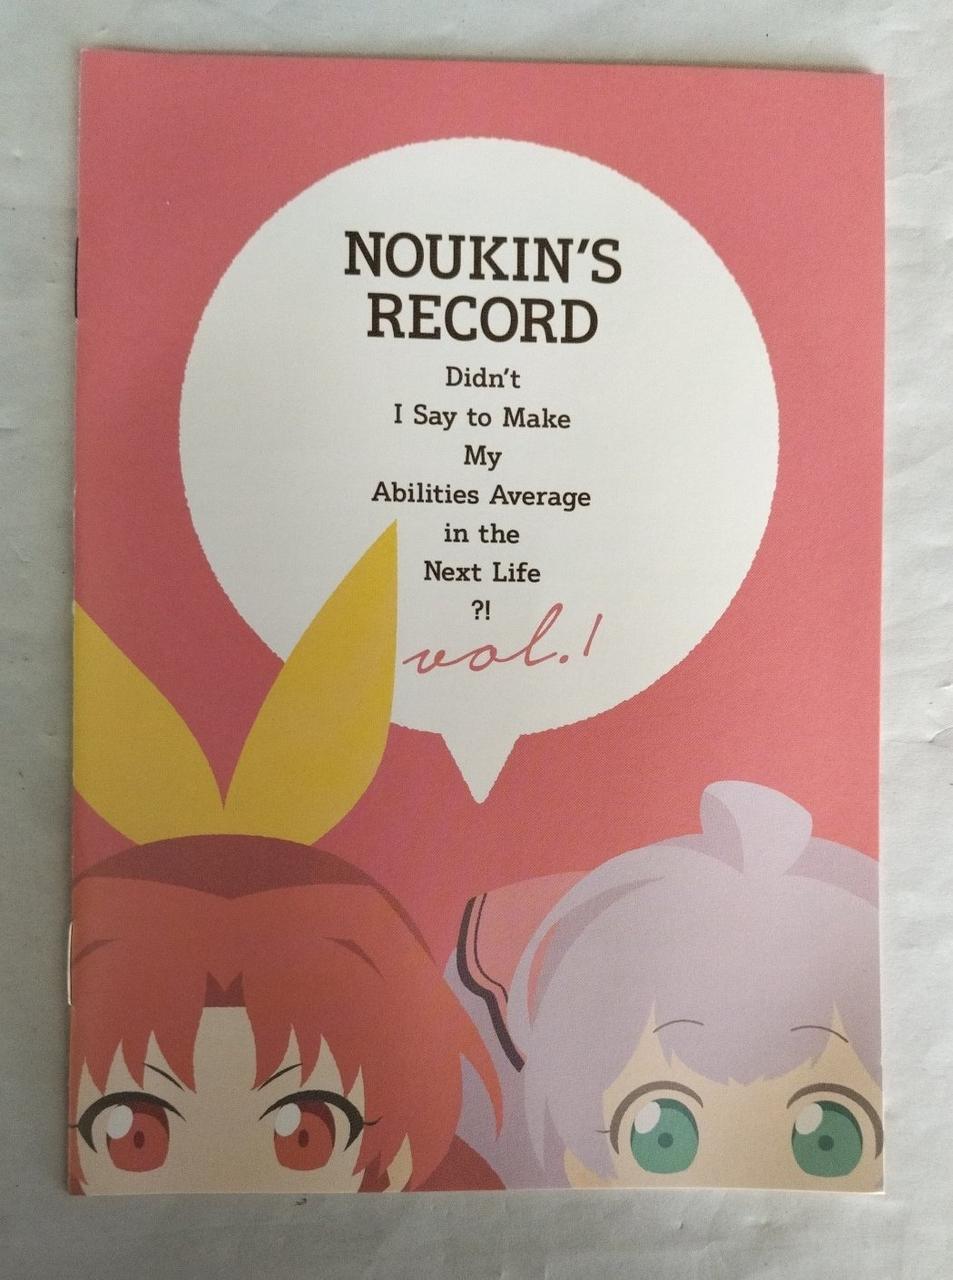 NOUKIN'S
RECORD
Didn't
I Say to Make
My
Abilities Average
in the
Next Life
?!
vol.1